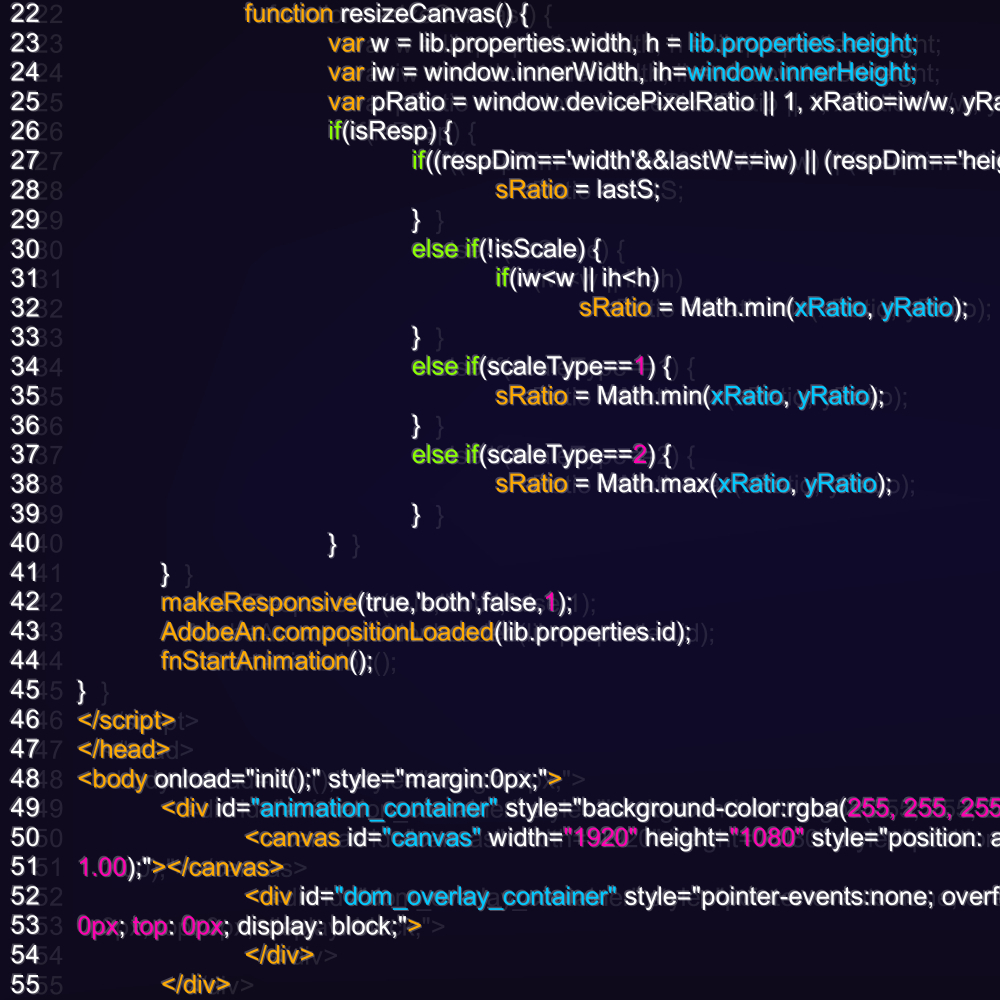 22 function resizeCanvas() {
23 var w = lib.properties.width, h = lib.properties.height;
24 var iw = window.innerWidth, ih=window.innerHeight;
25 var pRatio = window.devicePixelRatio || 1, xRatio=iw/w, yRa
26 if(isResp) {
27 if((respDim=='width'&&lastW==iw) || (respDim=='heig
28 sRatio = lastS;
29 }
30 else if(!isScale) {
31 if(iw<w || ih<h)
32 sRatio = Math.min(xRatio, yRatio);
33 }
34 else if(scaleType==1) {
35 sRatio = Math.min(xRatio, yRatio);
36 }
37 else if(scaleType==2) {
38 sRatio = Math.max(xRatio, yRatio);
39 }
40 }
41 }
42 makeResponsive(true,'both',false,1);
43 AdobeAn.compositionLoaded(lib.properties.id);
44 fnStartAnimation();
45 }
46 </script>
47 </head>
48 <body onload="init();" style="margin:0px;">
49 <div id="animation_container" style="background-color:rgba(255, 255, 255
50 <canvas id="canvas" width="1920" height="1080" style="position: a
51 1.00);"></canvas>
52 <div id="dom_overlay_container" style="pointer-events:none; overf
53 0px; top: 0px; display: block;">
54 </div>
55 </div>